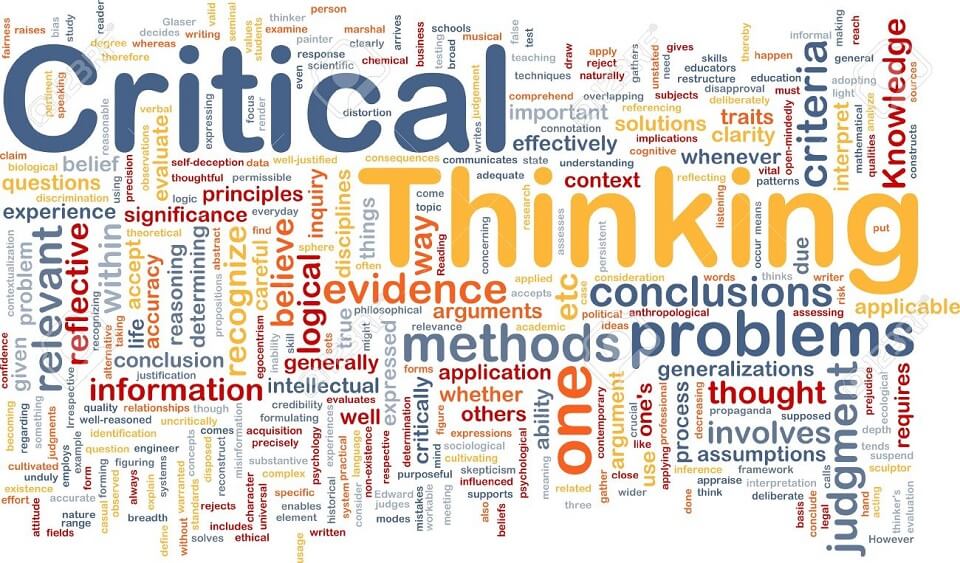 Critical
Thinking
problems
conclusions
methods
one
evidence
judgment
criteria
Knowledge
relevant
information
recognize
logical
believe
way
thought
involves
assumptions
generalizations
process
argument
arguments
application
whether
others
critically
well
intellectual
generally
expressed
etc
applicable
interpret
whenever
context
clarity
traits
solutions
important
effectively
principles
significance
inquiry
disciplines
things
true
careful
determining
reasoning
accuracy
accept
life
within
reflective
problem
given
experience
questions
belief
evaluate
conclusion
requires
due
use
one's
ability
fairness
raises
bias
study
reader
degree
whereas
therefore
Glaser
decides
writing
valid
seminal
values
students
thinker
examine
person
painter
marshal
clearly
response
scientific
even
chemical
arrives
business
testing
broad
schools
musical
false
test
teaching
techniques
draw
apply
reject
naturally
gathers
need
unstated
gives
skills
educators
restructure
disapproval
deliberately
education
must
thereby
happen
informal
general
making
reach
adopting
light
mathematical
qualities
analyze
constructs
sources
vital
open-mindedly
patterns
reflecting
listening
cognitive
implications
subjects
referencing
overlapping
comprehend
connotation
judgement
writes
distortion
focus
render
expressing
verbal
observations
precision
using
reasonable
pertinent
speaking
claim
biological
discrimination
self-deception
data
well-justified
thoughtful
permissible
logic
everyday
consequences
communicates
state
adequate
understanding
come
topic
Reading
concerning
research
assesses
persistent
occur
means
put
theoretical
abstract
find
propositions
sphere
often
philosophical
might
sets
skill
egocentrism
applied
accepts
consideration
words
thinks
writer
risk
assessing
political
ideas
anthropological
academic
relevance
forms
contextualization
recognizing
taking
alternative
justification
confidence
evaluates
credibility
formulating
quality
relationships
though
uncritically
well-reasoned
identification
question
engineer
comes
acquisition
precisely
becoming
regarding
something
judgments
example
irrespective
cultivated
unduly
employs
existence
effort
accurate
form
forming
casual
observed
figuring
always
explain
systems
warranted
standards
disposed
reconstruct
misinformation
substantive
complex
psychology
historical
experiences
practical
language
system
consider
non-existence
respective
determination
mind
figure
expressions
sociological
cultivating
purposeful
skepticism
influenced
supports
psychological
meaning
beliefs
also
Edward
judges
modes
mistakes
workable
meeting
attitude
nature
range
fields
breadth
define
without
rejects
solves
includes
ethical
character
universal
specific
enables
element
written
usage
contemporary
crucial
like
related
gather
close
wider
three
applying
professional
decreasing
propaganda
supposed
inference
framework
appraise
think
interpretation
deliberate
prejudice
ecological
depth
tends
suspend
sculptor
basis
conclude
legal
calls
hand
acting
thinker's
evaluation
However